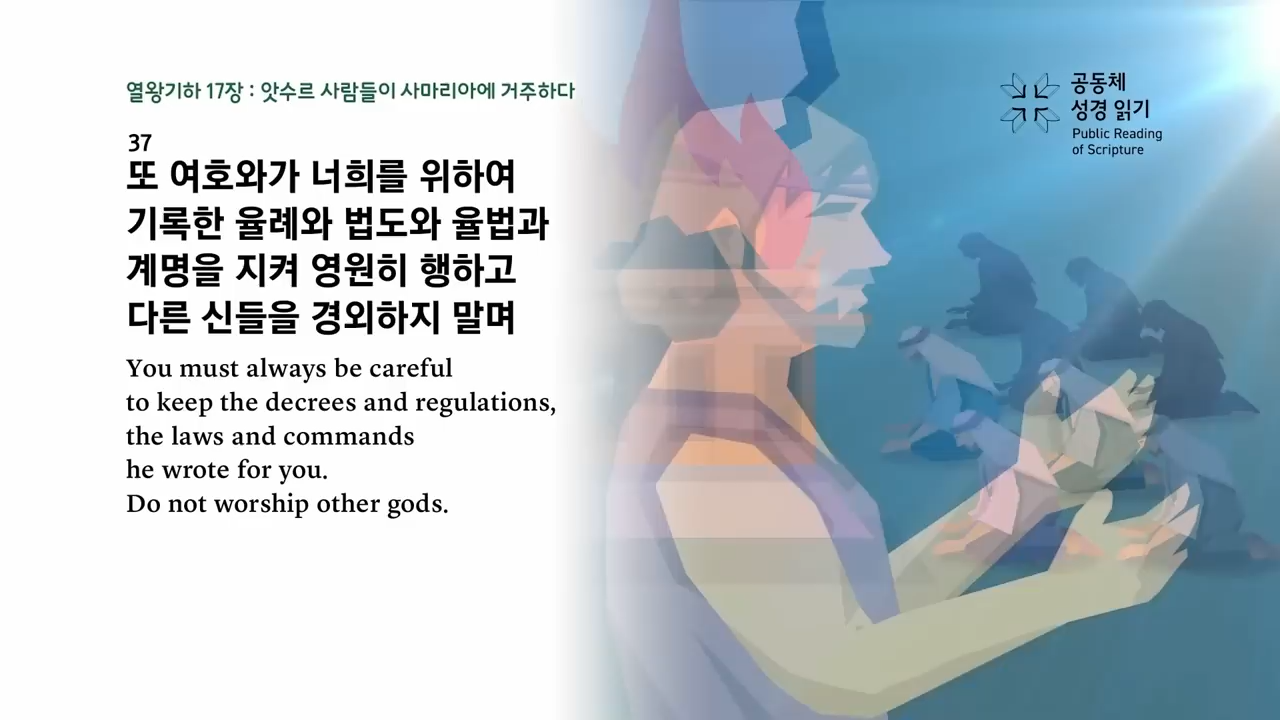 열왕기하 17장 : 앗수르 사람들이 사마리아에 거주하다
37
또 여호와가 너희를 위하여
기록한 율례와 법도와 율법과
계명을 지켜 영원히 행하고
다른 신들을 경외하지 말며
You must always be careful
to keep the decrees and regulations,
the laws and commands
he wrote for you.
Do not worship other gods.
공동체
성경 읽기
Public Reading
of Scripture